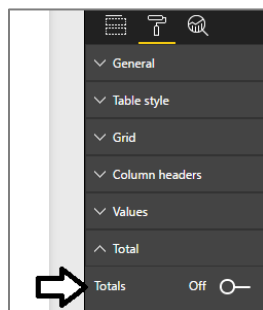 General
Table style
Grid
Column headers
Values
Total
Totals Off